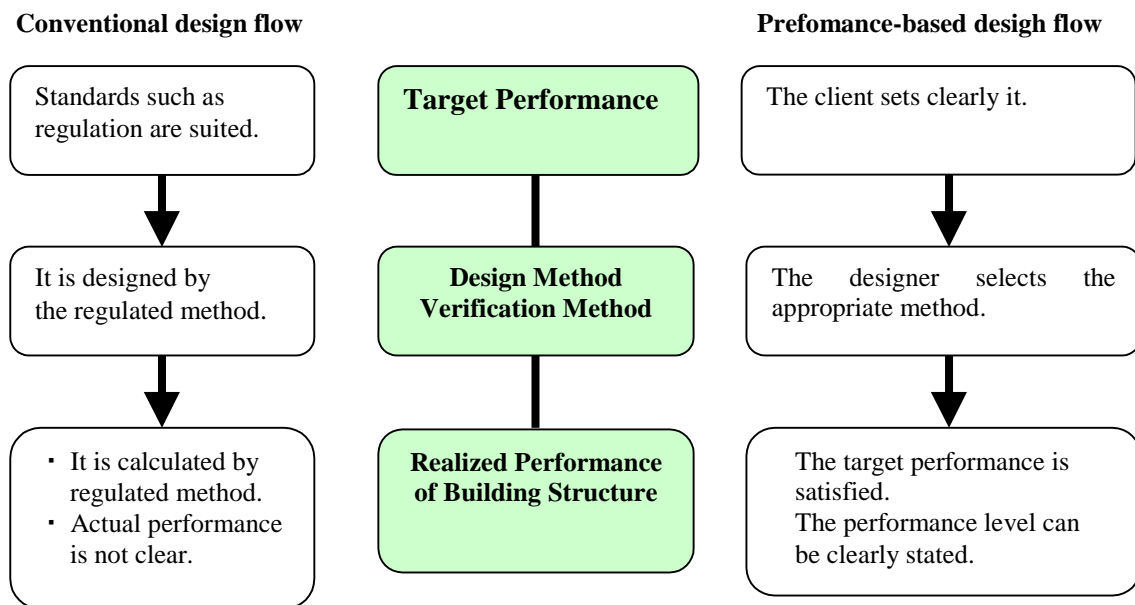 Conventional design flow
Prefomance-based desigh flow
Standards such as
regulation are suited.
Target Performance
The client sets clearly it.
It is designed by
the regulated method.
Design Method
Verification Method
The designer selects the
appropriate method.
・ It is calculated by
regulated method.
・ Actual performance
is not clear.
Realized Performance
of Building Structure
The target performance is
satisfied.
The performance level can
be clearly stated.